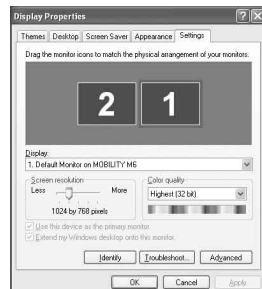 Display Properties
Themes Desktop Screen Saver Appearance Settings
Drag the monitor icons to match the physical arrangement of your monitors.
2 1
Display:
1. Default Monitor on MOBILITY M6
Screen resolution
Less More
1024 by 768 pixels
Color quality
Highest (32 bit)
Use this device as the primary monitor.
Extend my Windows desktop onto this monitor.
Identify Troubleshoot... Advanced
OK Cancel Apply